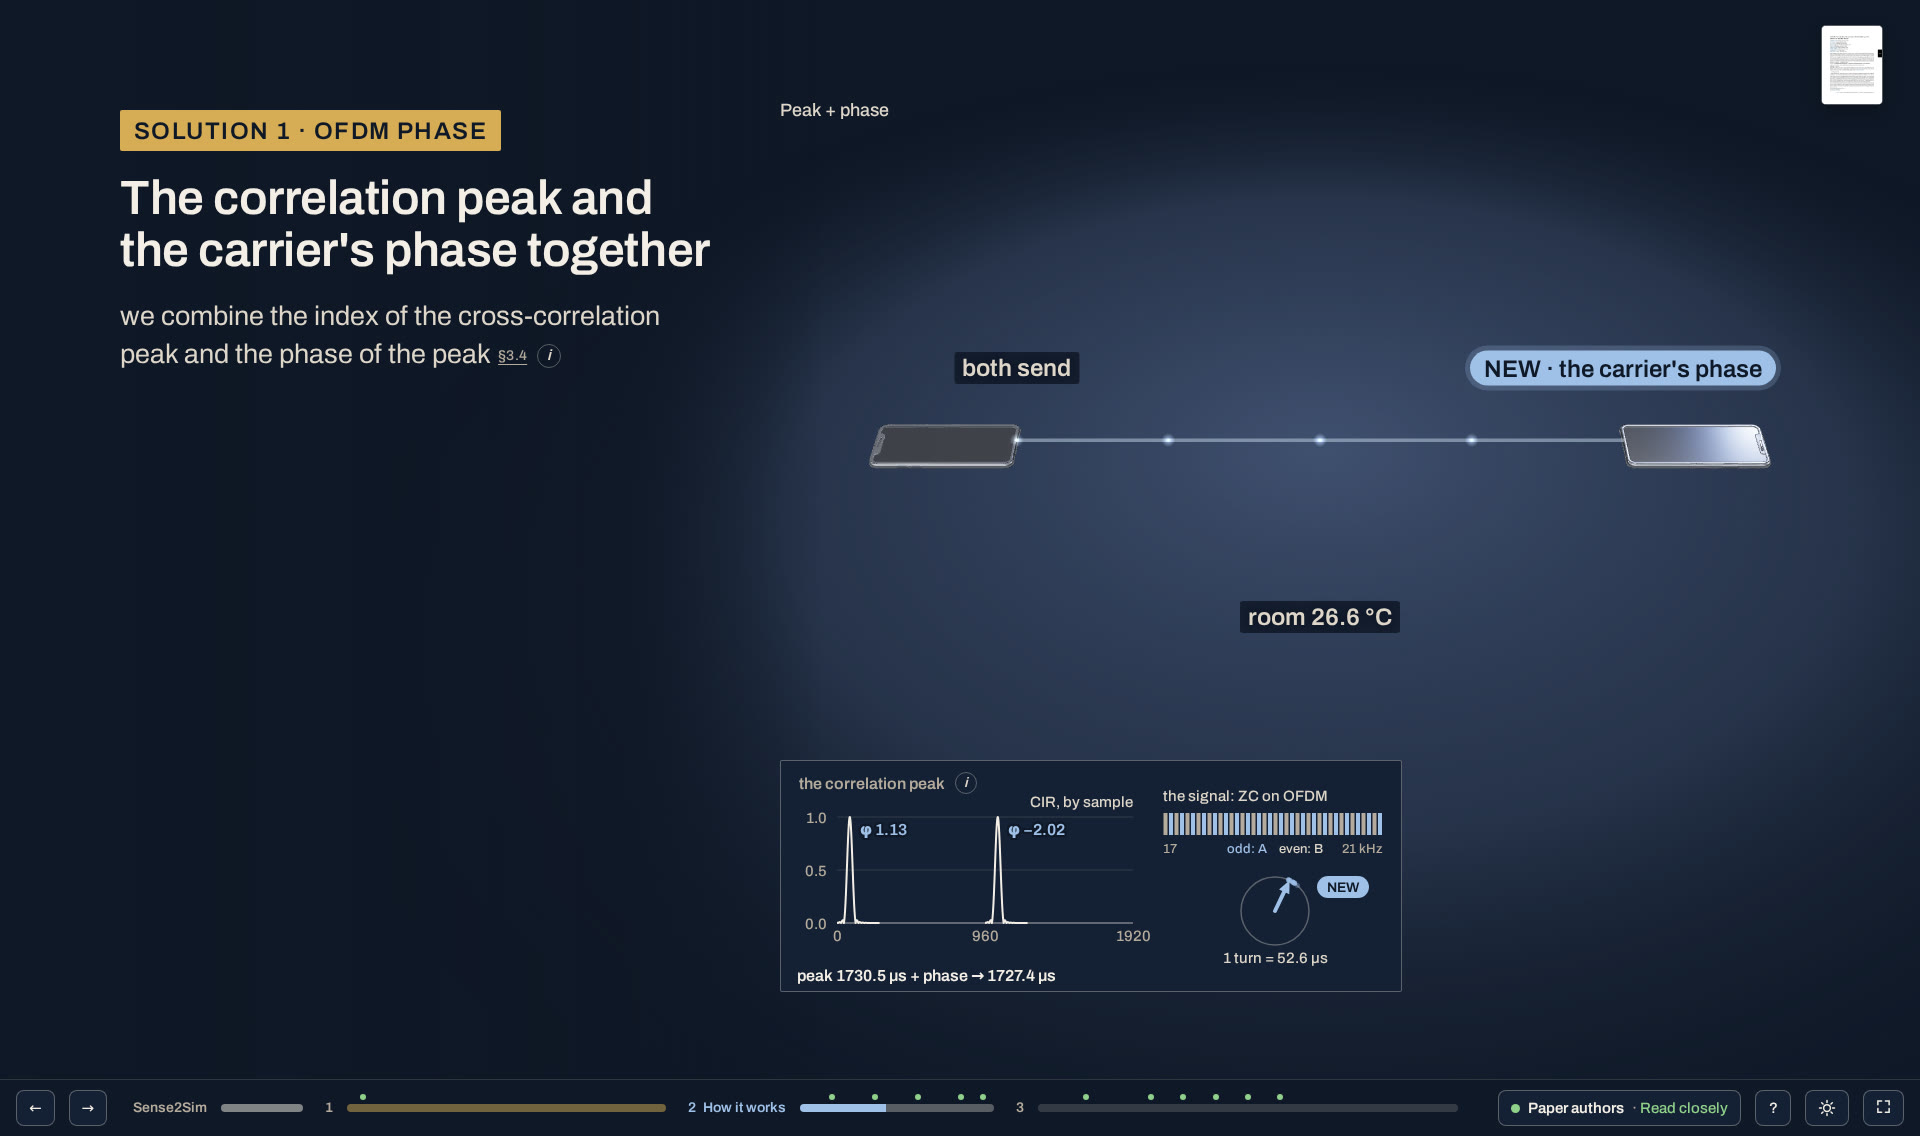 SOLUTION 1 · OFDM PHASE
The correlation peak and
the carrier's phase together
we combine the index of the cross-correlation
peak and the phase of the peak §3.4 i
Peak + phase
both send
NEW · the carrier's phase
room 26.6 °C
the correlation peak i
CIR, by sample
1.0
φ 1.13
φ −2.02
0.5
0.0
0
960
1920
peak 1730.5 µs + phase → 1727.4 µs
the signal: ZC on OFDM
17
odd: A
even: B
21 kHz
NEW
1 turn = 52.6 µs
← → Sense2Sim 1 2 How it works 3 Paper authors · Read closely ?